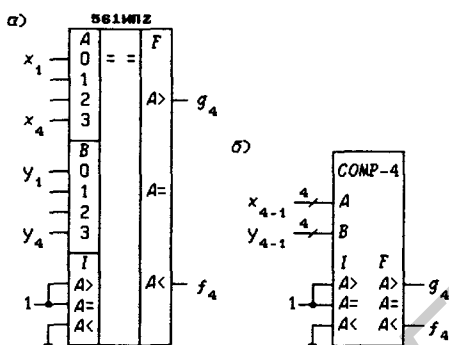 а)
561ИП2
A
F
x1
0
= =
1
2
A>
g4
x4
3
B
y1
0
1
A=
2
y4
3
I
A>
A<
f4
1
A=
A<
б)
COMP-4
x4-1
4
A
y4-1
4
B
I F
A> A>
g4
1
A= A=
A< A<
f4